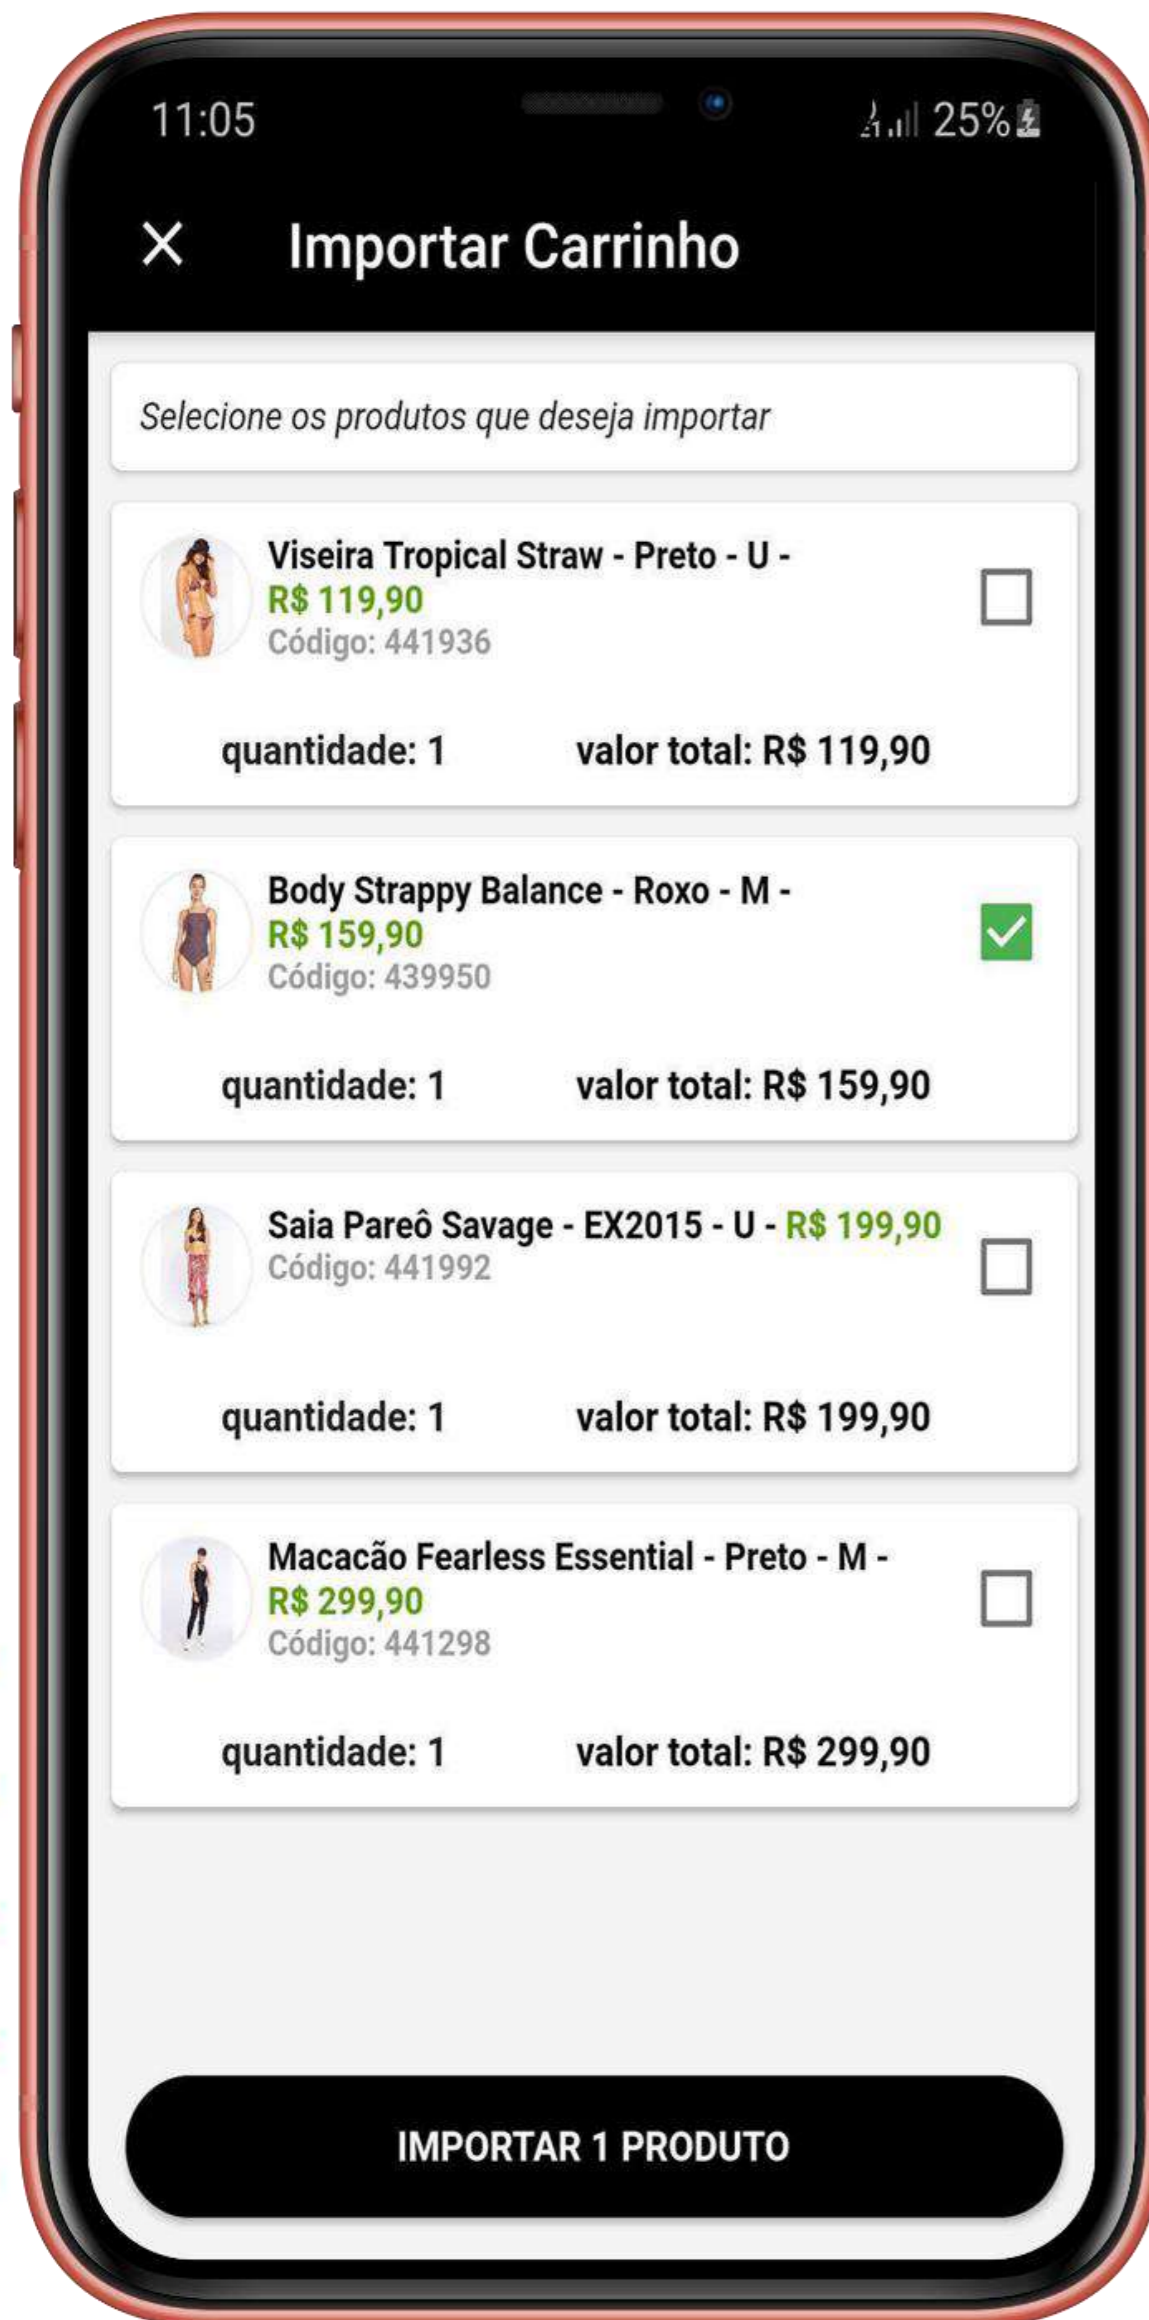 11:05
25%
Importar Carrinho
Selecione os produtos que deseja importar
Viseira Tropical Straw - Preto - U -
R$ 119,90
Código: 441936
quantidade: 1 valor total: R$ 119,90
Body Strappy Balance - Roxo - M -
R$ 159,90
Código: 439950
quantidade: 1 valor total: R$ 159,90
Saia Pareô Savage - EX2015 - U - R$ 199,90
Código: 441992
quantidade: 1 valor total: R$ 199,90
Macacão Fearless Essential - Preto - M -
R$ 299,90
Código: 441298
quantidade: 1 valor total: R$ 299,90
IMPORTAR 1 PRODUTO